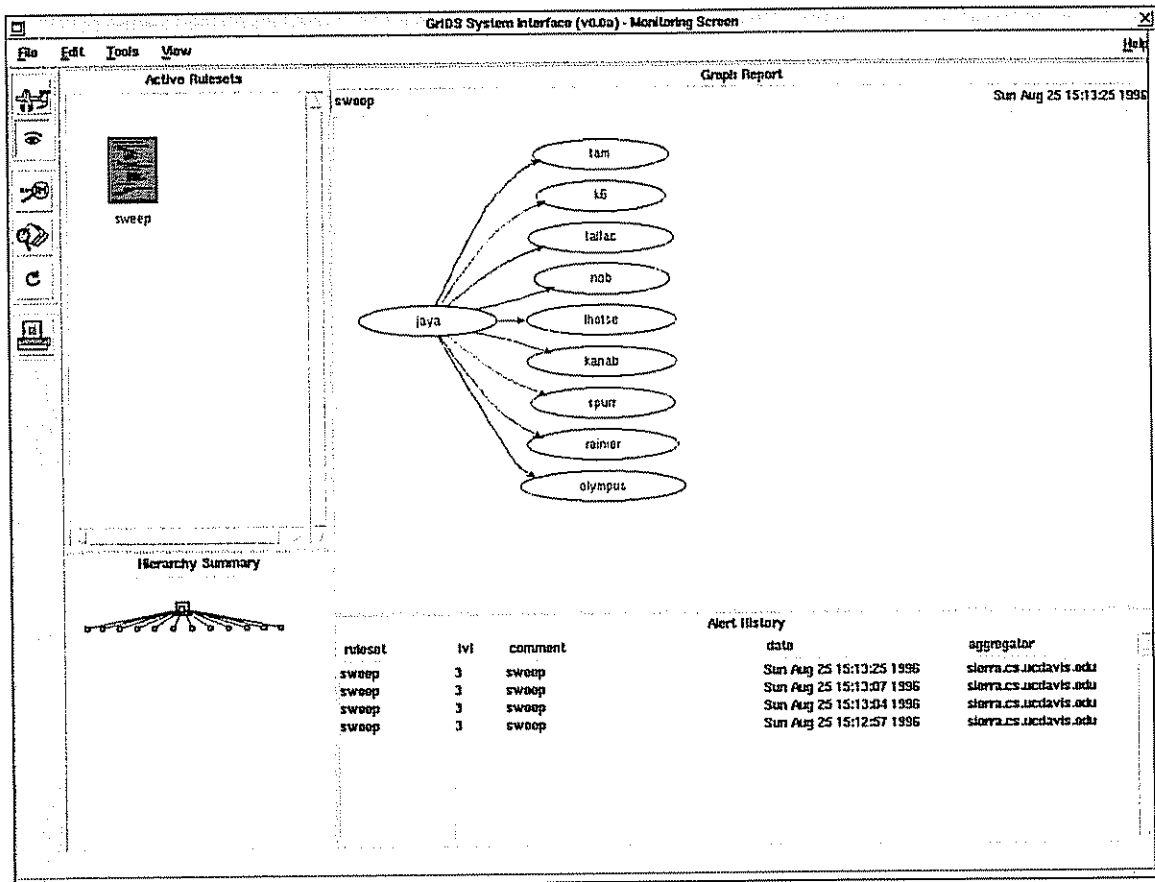 GrIDS System Interface (v0.0a) - Monitoring Screen
File Edit Tools View Help
Active Rulesets
sweep
Graph Report
sweep Sun Aug 25 15:13:25 1996
tam
k6
tallac
nob
lhotse
jaya
kanab
spurr
rainier
olympus
Hierarchy Summary
Alert History
ruleset lvl comment date aggregator
sweep 3 sweep Sun Aug 25 15:13:25 1996 sierra.cs.ucdavis.edu
sweep 3 sweep Sun Aug 25 15:13:07 1996 sierra.cs.ucdavis.edu
sweep 3 sweep Sun Aug 25 15:13:04 1996 sierra.cs.ucdavis.edu
sweep 3 sweep Sun Aug 25 15:12:57 1996 sierra.cs.ucdavis.edu